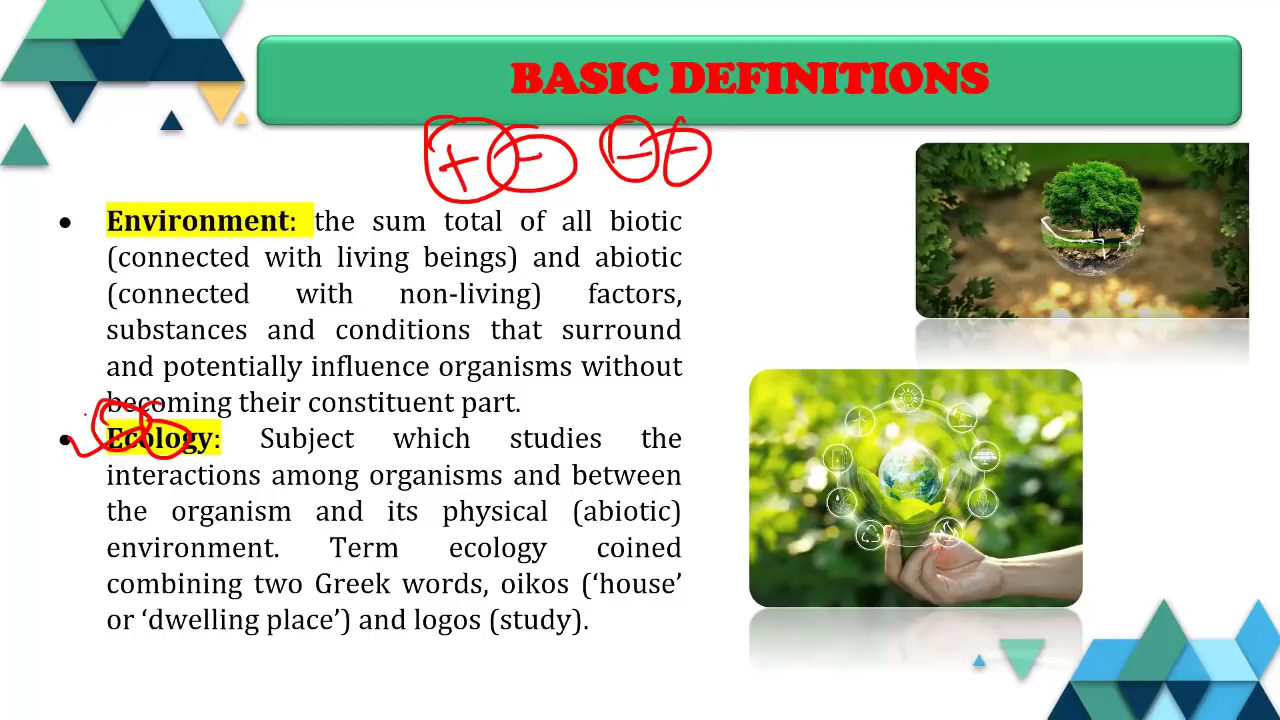 BASIC DEFINITIONS
+ - - -
• Environment: the sum total of all biotic
(connected with living beings) and abiotic
(connected with non-living) factors,
substances and conditions that surround
and potentially influence organisms without
becoming their constituent part.
• Ecology: Subject which studies the
interactions among organisms and between
the organism and its physical (abiotic)
environment. Term ecology coined
combining two Greek words, oikos (‘house’
or ‘dwelling place’) and logos (study).